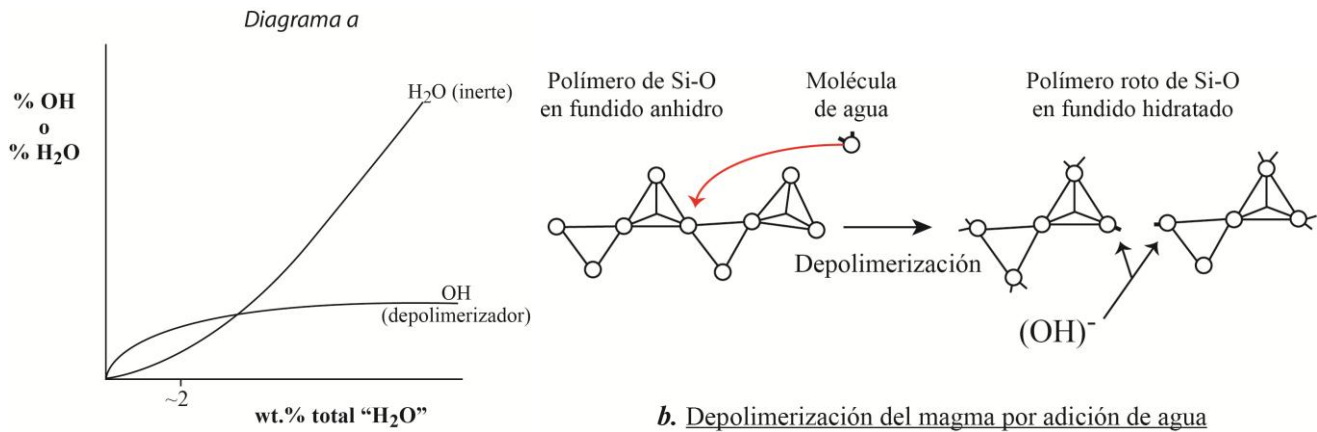 Diagrama a
% OH
o
% H₂O
H₂O (inerte)
OH
(depolimerizador)
~2
wt.% total “H₂O”
Polímero de Si-O
en fundido anhidro
Molécula
de agua
Polímero roto de Si-O
en fundido hidratado
Depolimerización
(OH)⁻
b. Depolimerización del magma por adición de agua